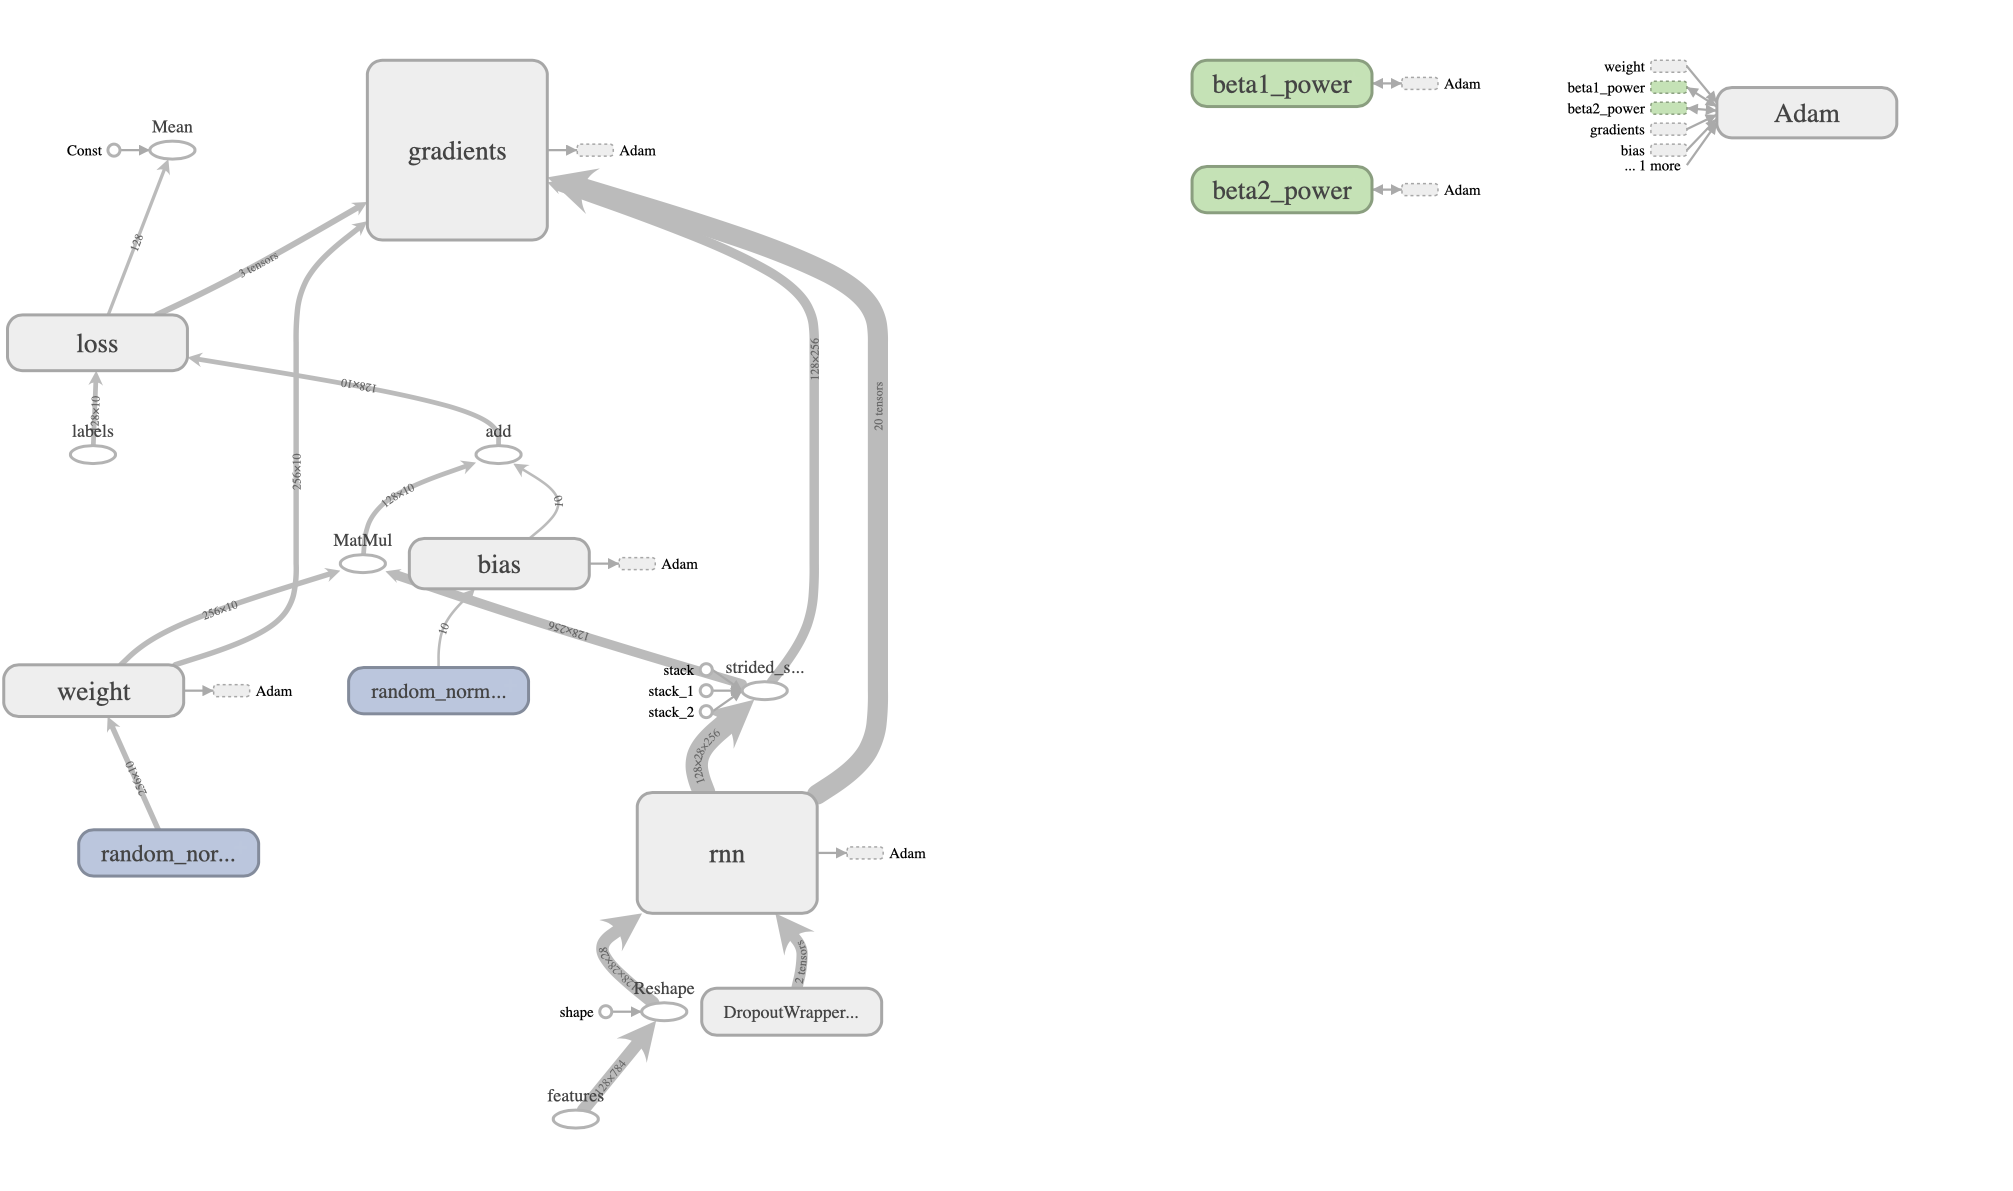 gradients
Adam
Mean
Const
128
3 tensors
loss
128×10
labels
128×10
add
256×10
128×10
10
MatMul
bias
Adam
256×10
10
128×256
weight
Adam
random_norm...
stack
stack_1
stack_2
strided_s...
128×256
20 tensors
256×10
random_nor...
128×28×256
rnn
Adam
128×28×28
2 tensors
Reshape
shape
DropoutWrapper...
128×784
features
beta1_power
Adam
beta2_power
Adam
weight
beta1_power
beta2_power
gradients
bias
... 1 more
Adam